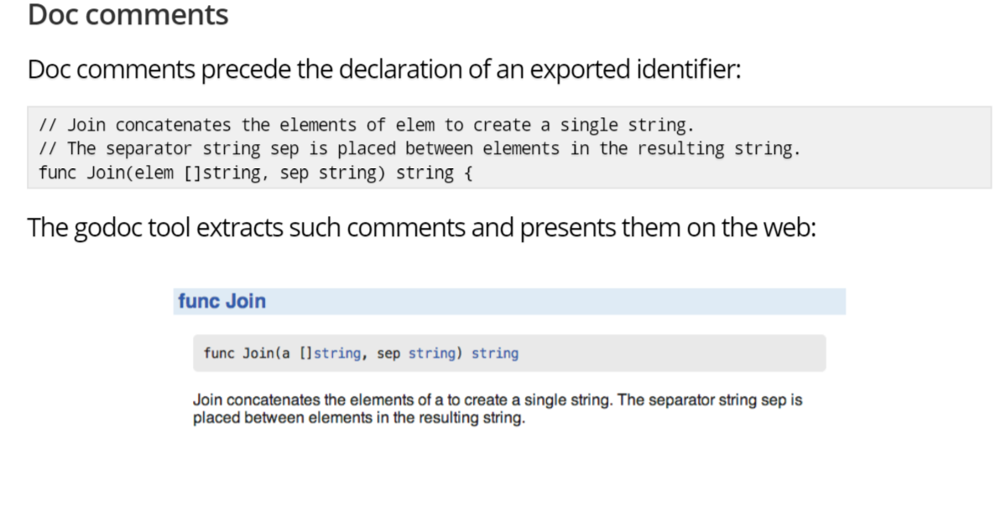 Doc comments
Doc comments precede the declaration of an exported identifier:
// Join concatenates the elements of elem to create a single string.
// The separator string sep is placed between elements in the resulting string.
func Join(elem []string, sep string) string {
The godoc tool extracts such comments and presents them on the web:
func Join
func Join(a []string, sep string) string
Join concatenates the elements of a to create a single string. The separator string sep is
placed between elements in the resulting string.